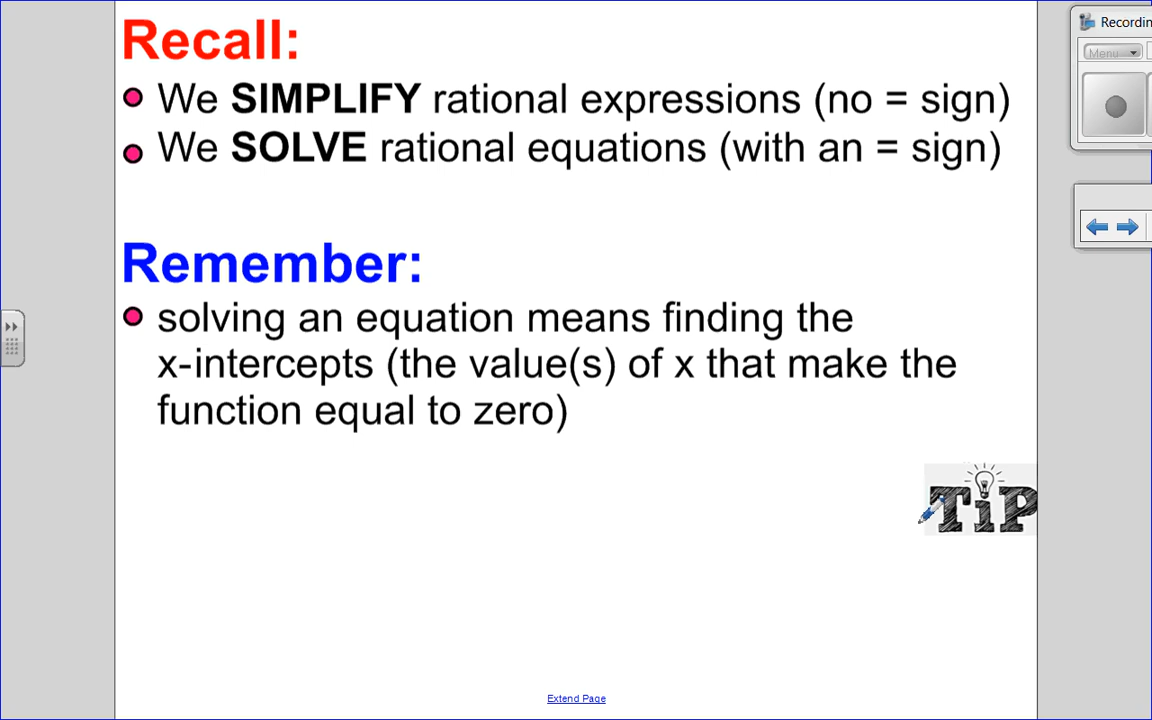 Recall:
We SIMPLIFY rational expressions (no = sign)
We SOLVE rational equations (with an = sign)
Remember:
solving an equation means finding the
x-intercepts (the value(s) of x that make the
function equal to zero)
TiP
Extend Page
Recordin
Menu